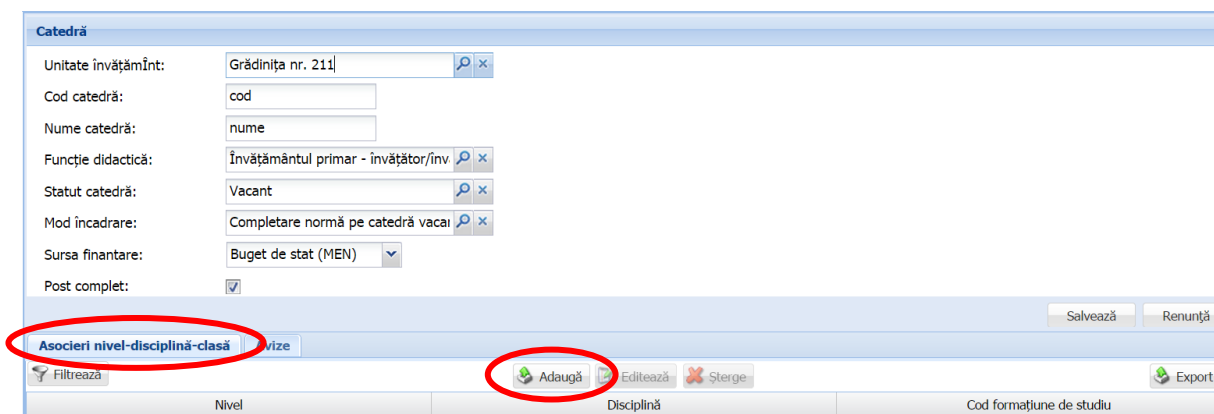 Catedră
Unitate învățămÎnt: Grădinița nr. 211
Cod catedră: cod
Nume catedră: nume
Funcție didactică: Învățământul primar - învățător/înv
Statut catedră: Vacant
Mod încadrare: Completare normă pe catedră vacan
Sursa finantare: Buget de stat (MEN)
Post complet:
Salvează Renunță
Asocieri nivel-disciplină-clasă Avize
Filtrează Adaugă Editează Șterge Export
Nivel Disciplină Cod formațiune de studiu